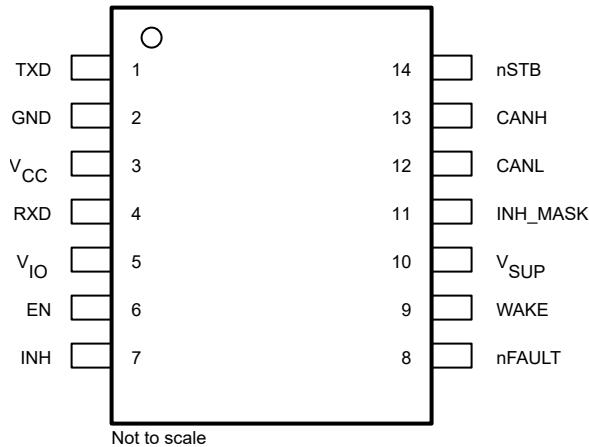 TXD 1 14 nSTB
GND 2 13 CANH
VCC 3 12 CANL
RXD 4 11 INH_MASK
VIO 5 10 VSUP
EN 6 9 WAKE
INH 7 8 nFAULT
Not to scale